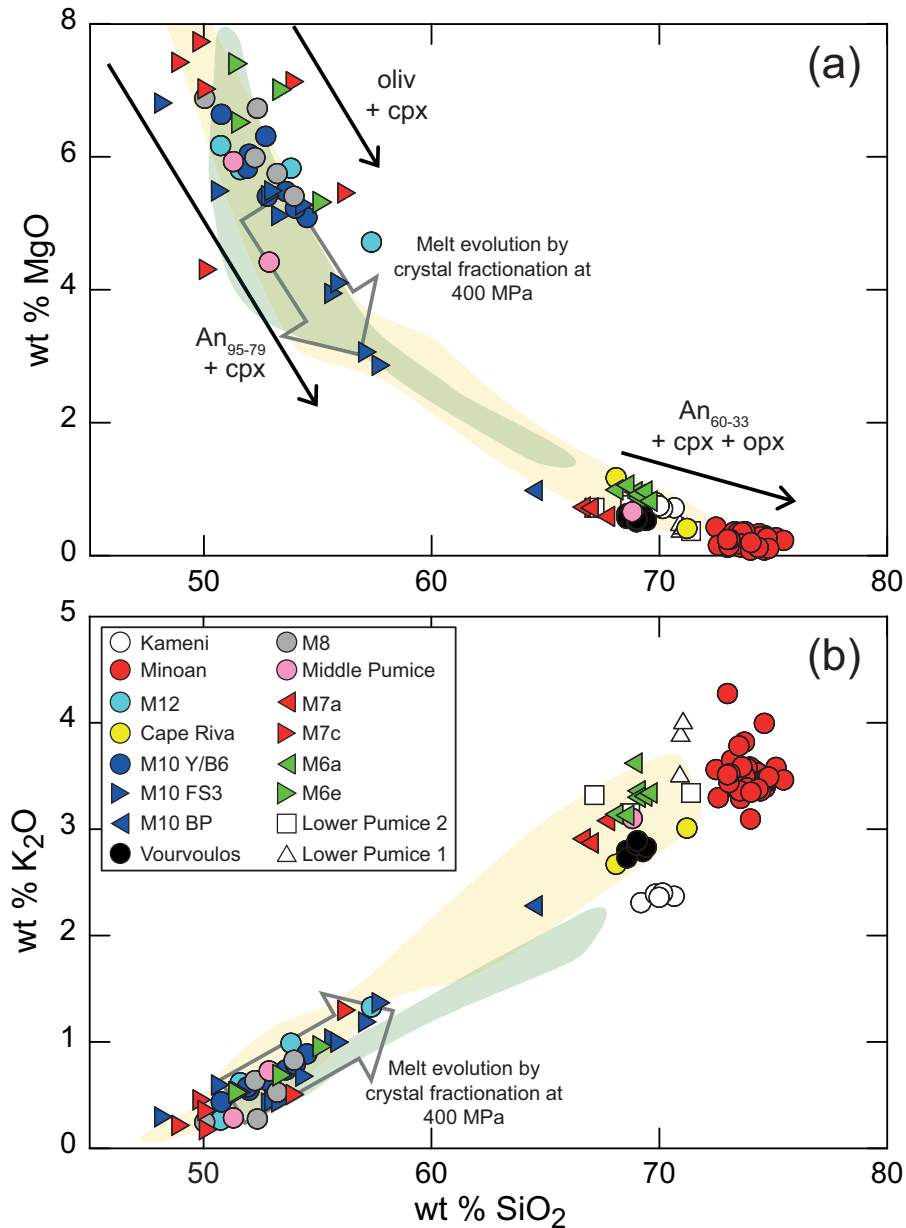 8
6
4
2
0
wt % MgO
50
60
70
80
(a)
oliv
+ cpx
Melt evolution by
crystal fractionation at
400 MPa
An₉₅₋₇₉
+ cpx
An₆₀₋₃₃
+ cpx + opx
5
4
3
2
1
0
wt % K₂O
(b)
Kameni
Minoan
M12
Cape Riva
M10 Y/B6
M10 FS3
M10 BP
Vourvoulos
M8
Middle Pumice
M7a
M7c
M6a
M6e
Lower Pumice 2
Lower Pumice 1
Melt evolution by
crystal fractionation at
400 MPa
50
60
70
80
wt % SiO₂